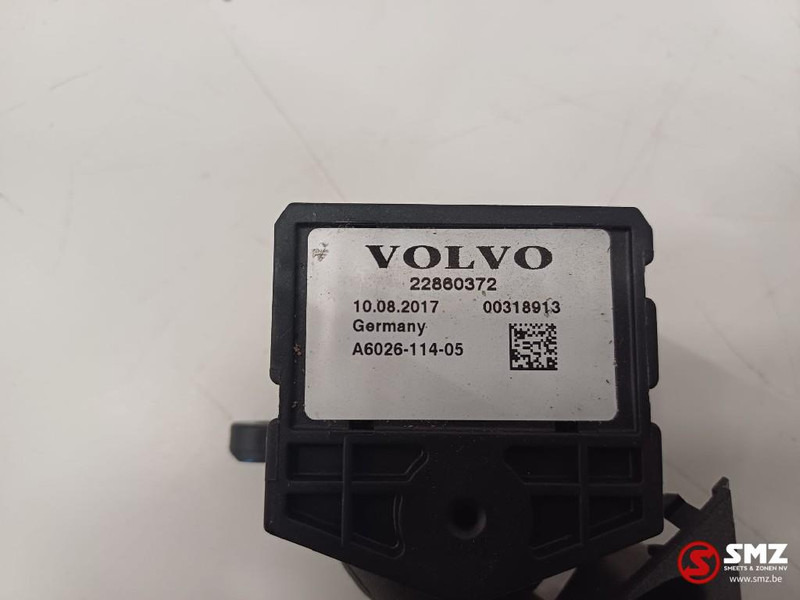 VOLVO
22860372
10.08.2017 00318913
Germany
A6026-114-05
SMZ
SMEETS & ZONEN NV
www.smz.be